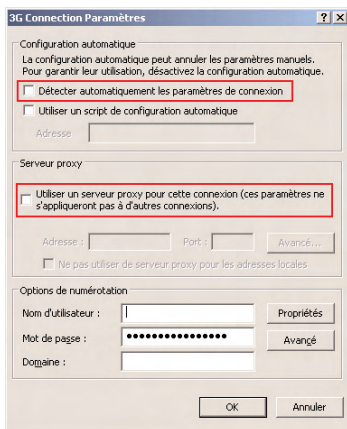 3G Connection Paramètres
Configuration automatique
La configuration automatique peut annuler les paramètres manuels.
Pour garantir leur utilisation, désactivez la configuration automatique.
Détecter automatiquement les paramètres de connexion
Utiliser un script de configuration automatique
Adresse
Serveur proxy
Utiliser un serveur proxy pour cette connexion (ces paramètres ne
s'appliqueront pas à d'autres connexions).
Adresse : Port : Avancé...
Ne pas utiliser de serveur proxy pour les adresses locales
Options de numérotation
Nom d'utilisateur : Propriétés
Mot de passe : •••••••••••••••• Avancé
Domaine :
OK Annuler